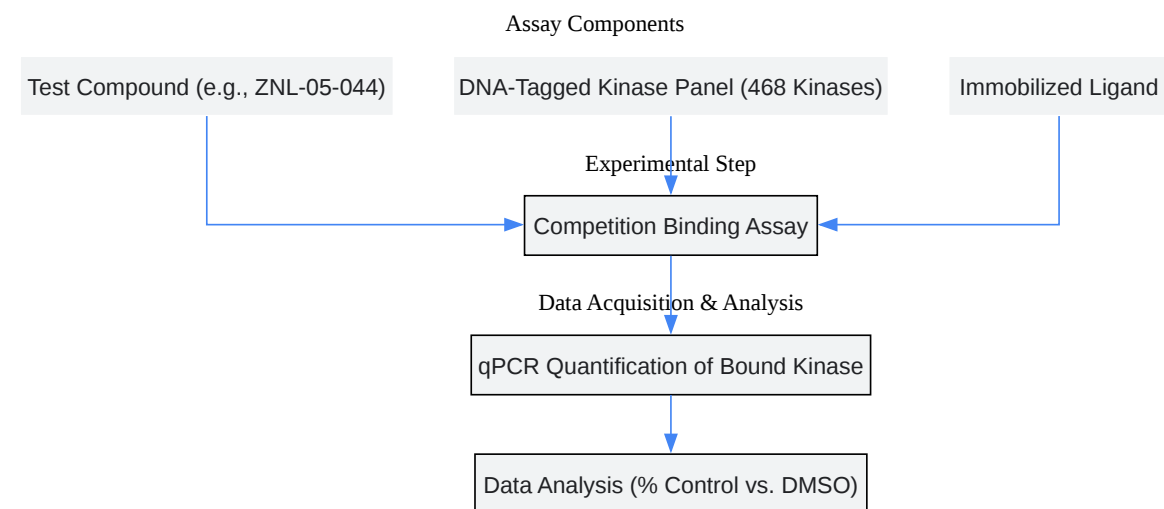 Assay Components
Test Compound (e.g., ZNL-05-044)
DNA-Tagged Kinase Panel (468 Kinases)
Immobilized Ligand
Experimental Step
Competition Binding Assay
Data Acquisition & Analysis
qPCR Quantification of Bound Kinase
Data Analysis (% Control vs. DMSO)